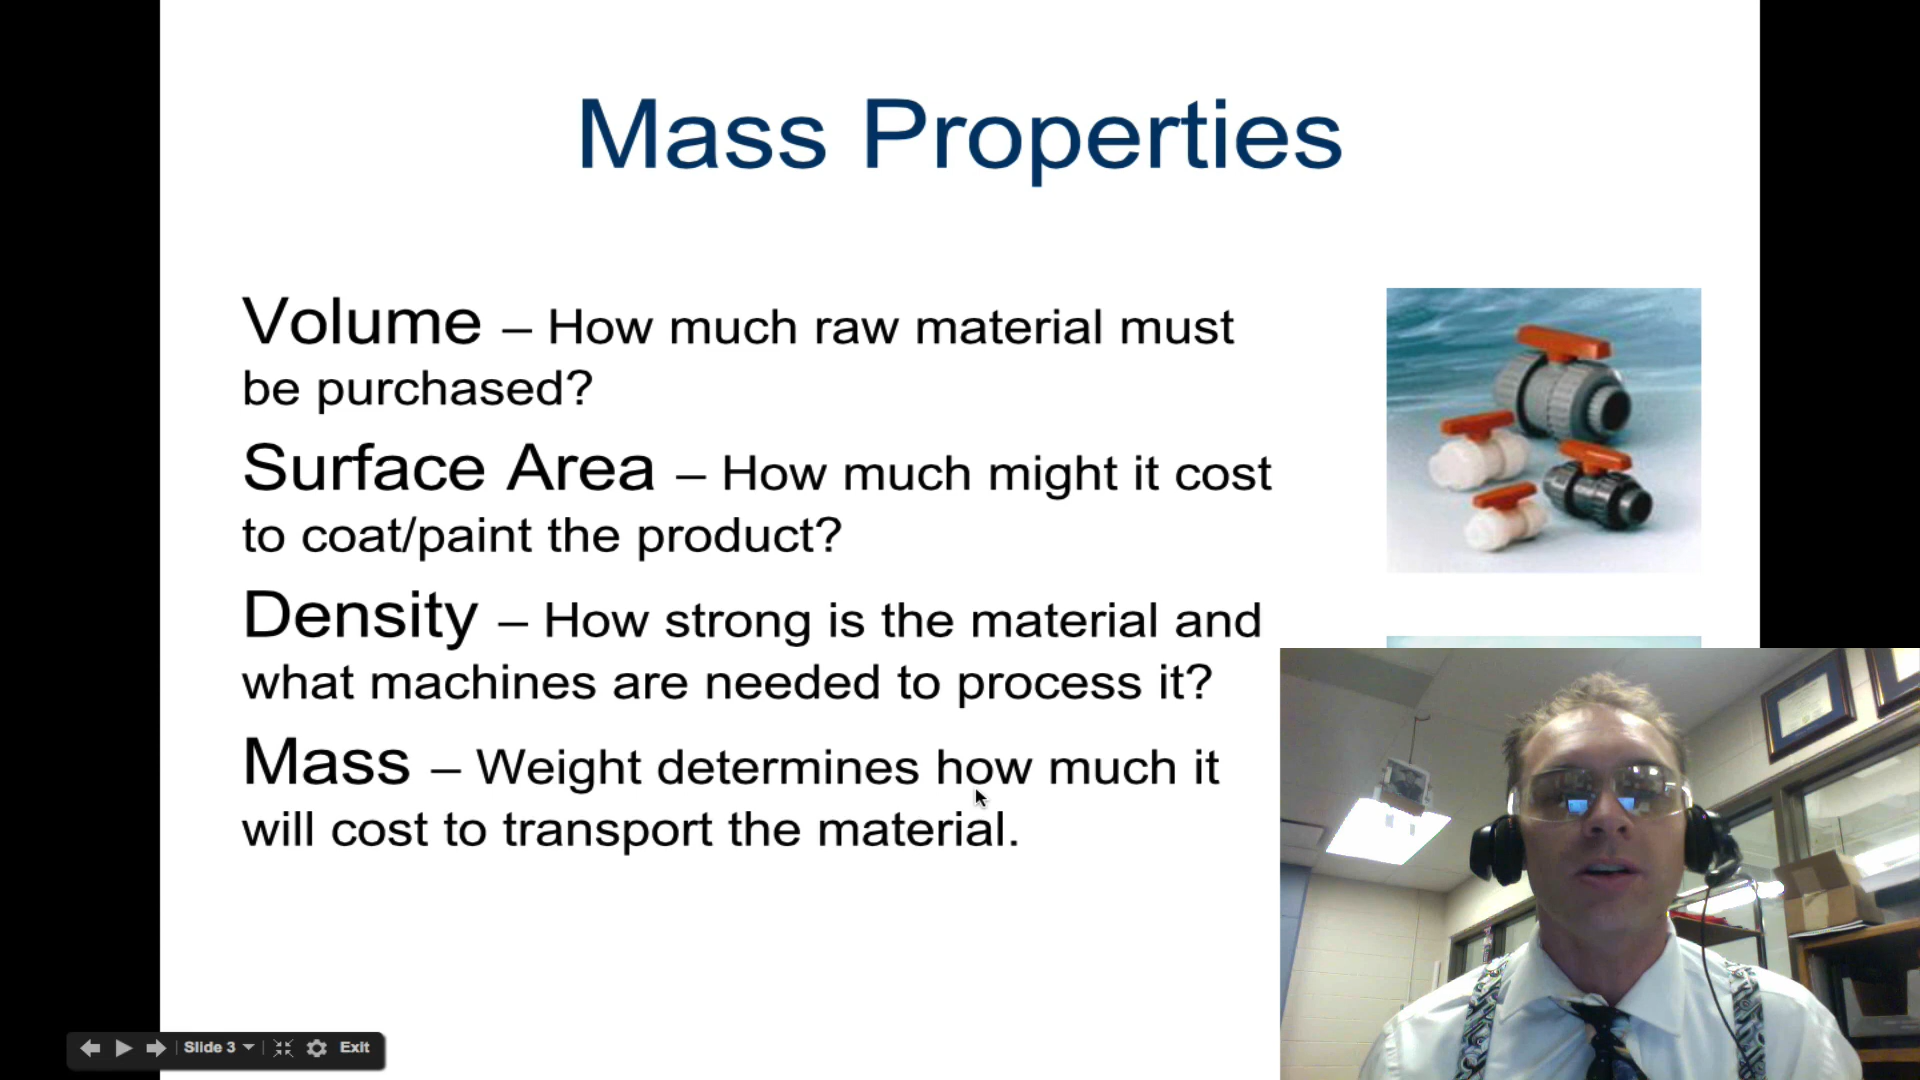 Mass Properties
Volume – How much raw material must
be purchased?
Surface Area – How much might it cost
to coat/paint the product?
Density – How strong is the material and
what machines are needed to process it?
Mass – Weight determines how much it
will cost to transport the material.
Slide 3
Exit